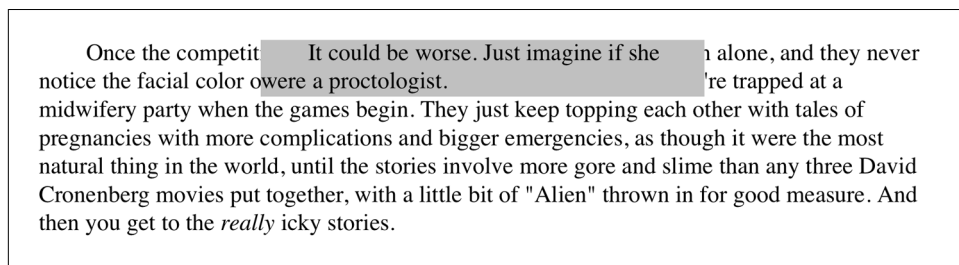 Once the competit It could be worse. Just imagine if she alone, and they never
notice the facial color o were a proctologist. 're trapped at a
midwifery party when the games begin. They just keep topping each other with tales of
pregnancies with more complications and bigger emergencies, as though it were the most
natural thing in the world, until the stories involve more gore and slime than any three David
Cronenberg movies put together, with a little bit of "Alien" thrown in for good measure. And
then you get to the really icky stories.